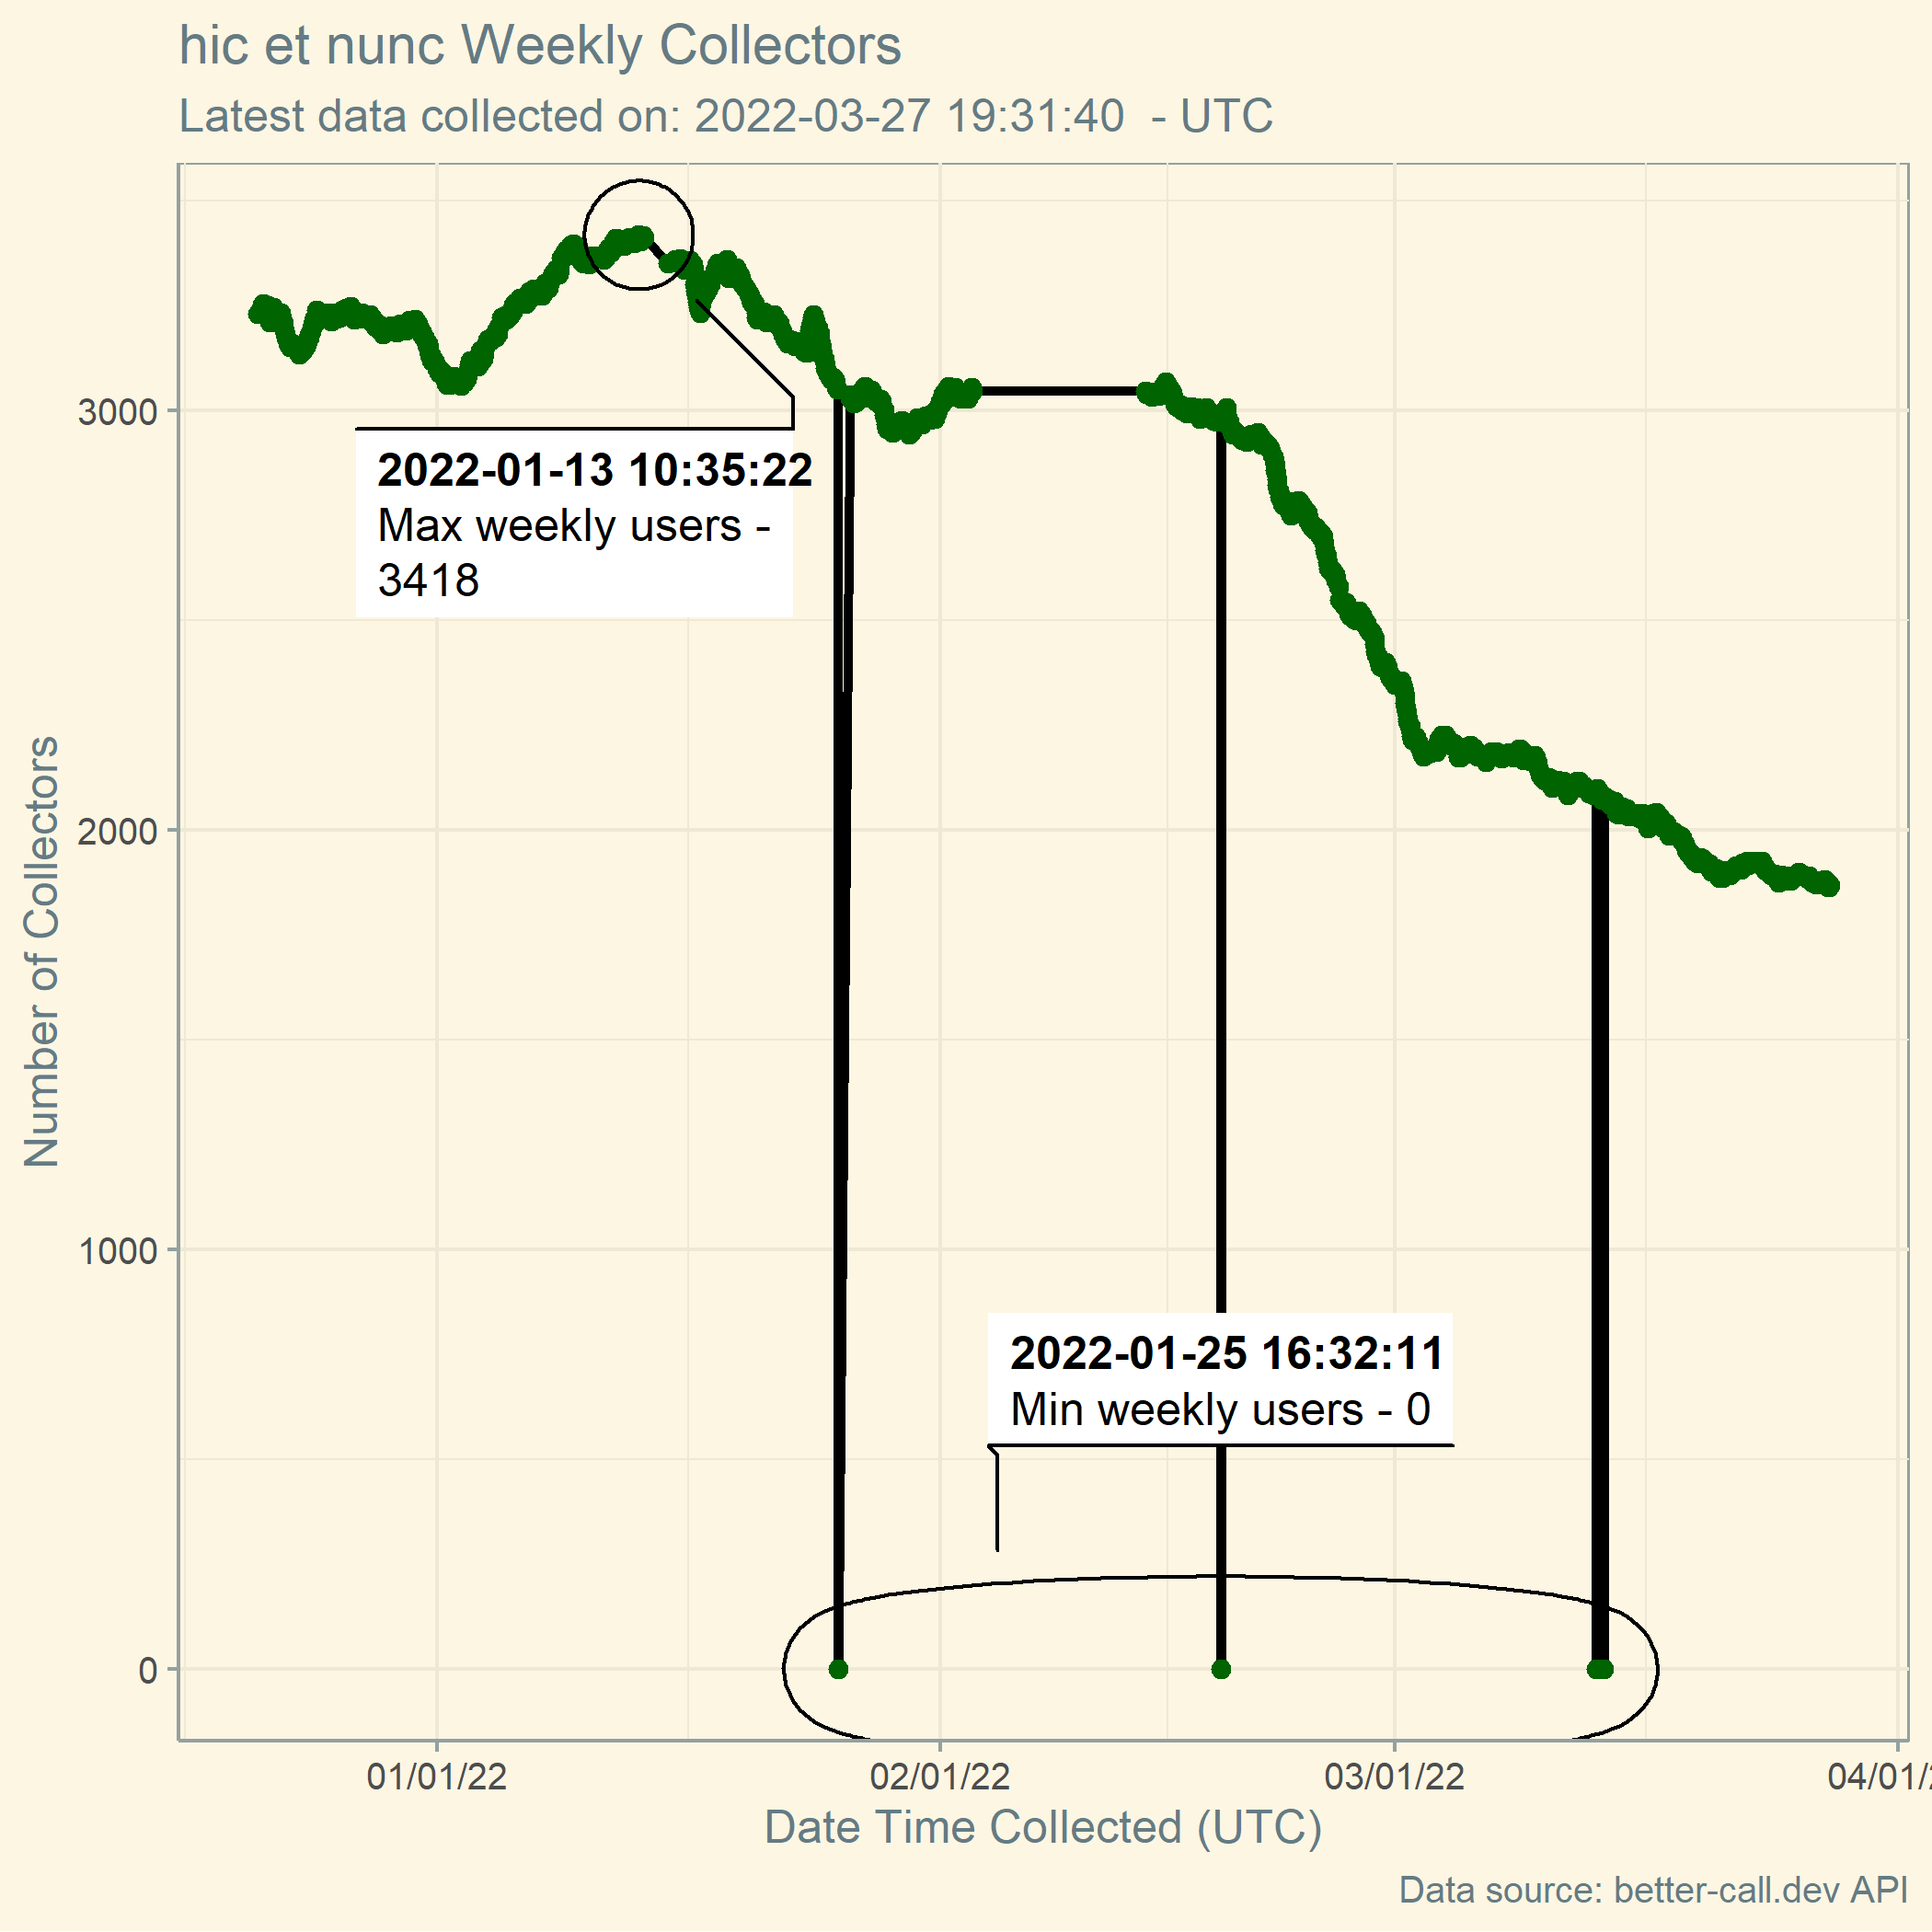 hic et nunc Weekly Collectors
Latest data collected on: 2022-03-27 19:31:40  - UTC
Number of Collectors
3000
2000
1000
0
2022-01-13 10:35:22
Max weekly users -
3418
2022-01-25 16:32:11
Min weekly users - 0
01/01/22 02/01/22 03/01/22 04/01/2
Date Time Collected (UTC)
Data source: better-call.dev API